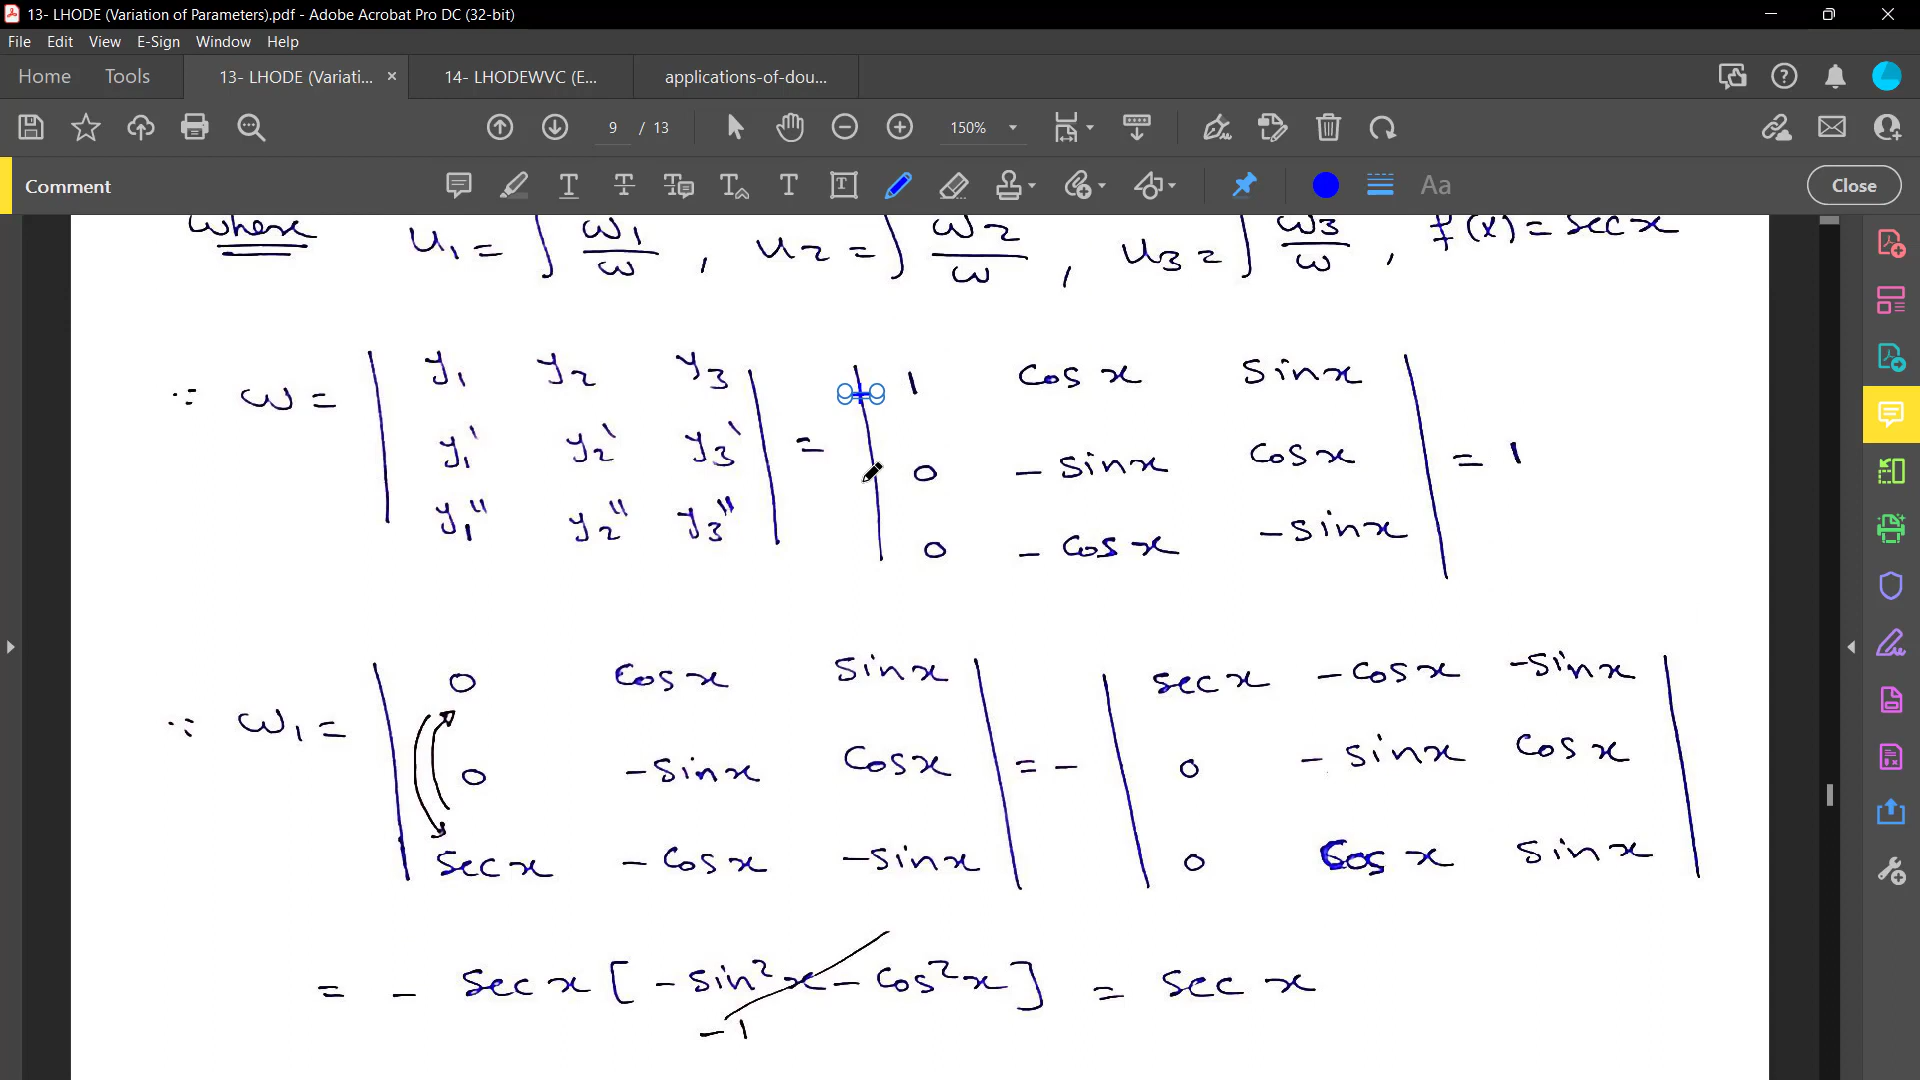 13- LHODE (Variation of Parameters).pdf - Adobe Acrobat Pro DC (32-bit)
File Edit View E-Sign Window Help
Home Tools 13- LHODE (Variati... × 14- LHODEWVC (E... applications-of-dou...
9 / 13 150%
Comment Aa Close
where u1 = ∫ w1/w , u2 = ∫ w2/w , u3 = ∫ w3/w , f(x) = sec x
∵ w = | y1 y2 y3 | = | 1 cos x sin x | = 1
| y1' y2' y3' | | 0 - sin x cos x |
| y1'' y2'' y3'' | | 0 - cos x - sin x |
∵ w1 = | 0 cos x sin x | = - | sec x - cos x - sin x |
| 0 - sin x cos x | | 0 - sin x cos x |
| sec x - cos x - sin x | | 0 cos x sin x |
= - sec x [ - sin²x - cos²x ] = sec x
-1